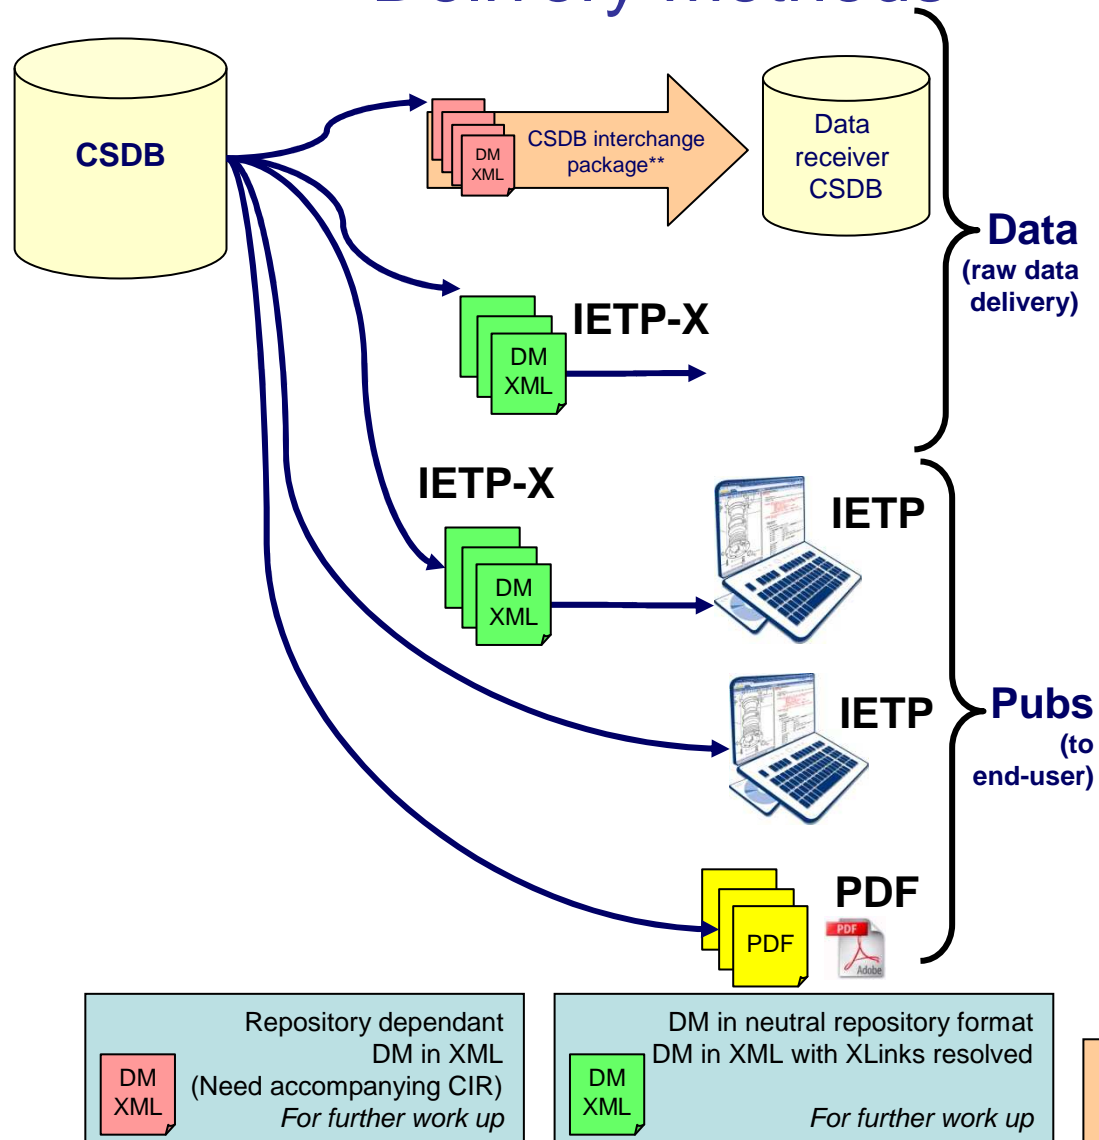 Delivery methods
CSDB
DM
XML
CSDB interchange
package**
Data
receiver
CSDB
Data
(raw data
delivery)
IETP-X
DM
XML
IETP-X
DM
XML
IETP
IETP
Pubs
(to
end-user)
PDF
PDF
PDF
Adobe
Repository dependant
DM in XML
(Need accompanying CIR)
For further work up
DM
XML
DM in neutral repository format
DM in XML with XLinks resolved
For further work up
DM
XML